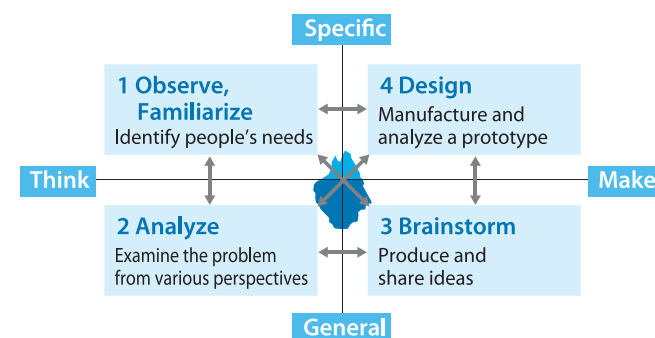 Specific
1 Observe,
Familiarize
Identify people's needs
4 Design
Manufacture and
analyze a prototype
Think
Make
2 Analyze
Examine the problem
from various perspectives
3 Brainstorm
Produce and
share ideas
General